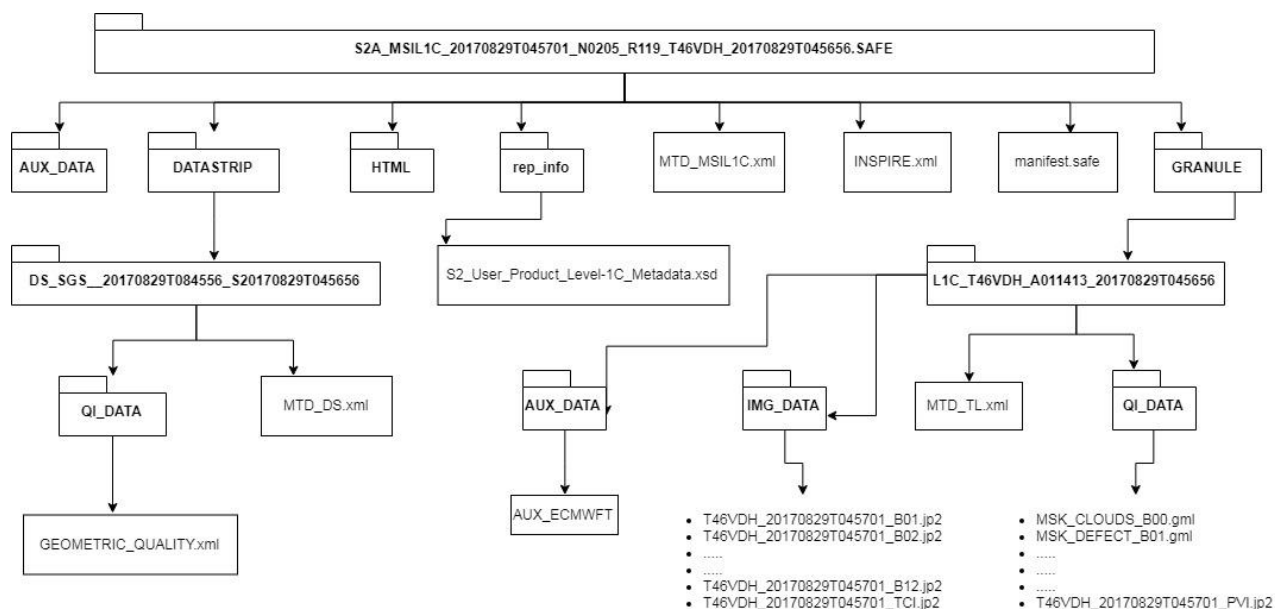 S2A_MSIL1C_20170829T045701_N0205_R119_T46VDH_20170829T045656.SAFE
AUX_DATA
DATASTRIP
HTML
rep_info
MTD_MSIL1C.xml
INSPIRE.xml
manifest.safe
GRANULE
DS_SGS__20170829T084556_S20170829T045656
S2_User_Product_Level-1C_Metadata.xsd
L1C_T46VDH_A011413_20170829T045656
QI_DATA
MTD_DS.xml
AUX_DATA
IMG_DATA
MTD_TL.xml
QI_DATA
GEOMETRIC_QUALITY.xml
AUX_ECMWFT
• T46VDH_20170829T045701_B01.jp2
• T46VDH_20170829T045701_B02.jp2
• .....
• .....
• T46VDH_20170829T045701_B12.jp2
• T46VDH_20170829T045701_TCI.jp2
• MSK_CLOUDS_B00.gml
• MSK_DEFECT_B01.gml
• .....
• .....
• .....
• T46VDH_20170829T045701_PVI.jp2